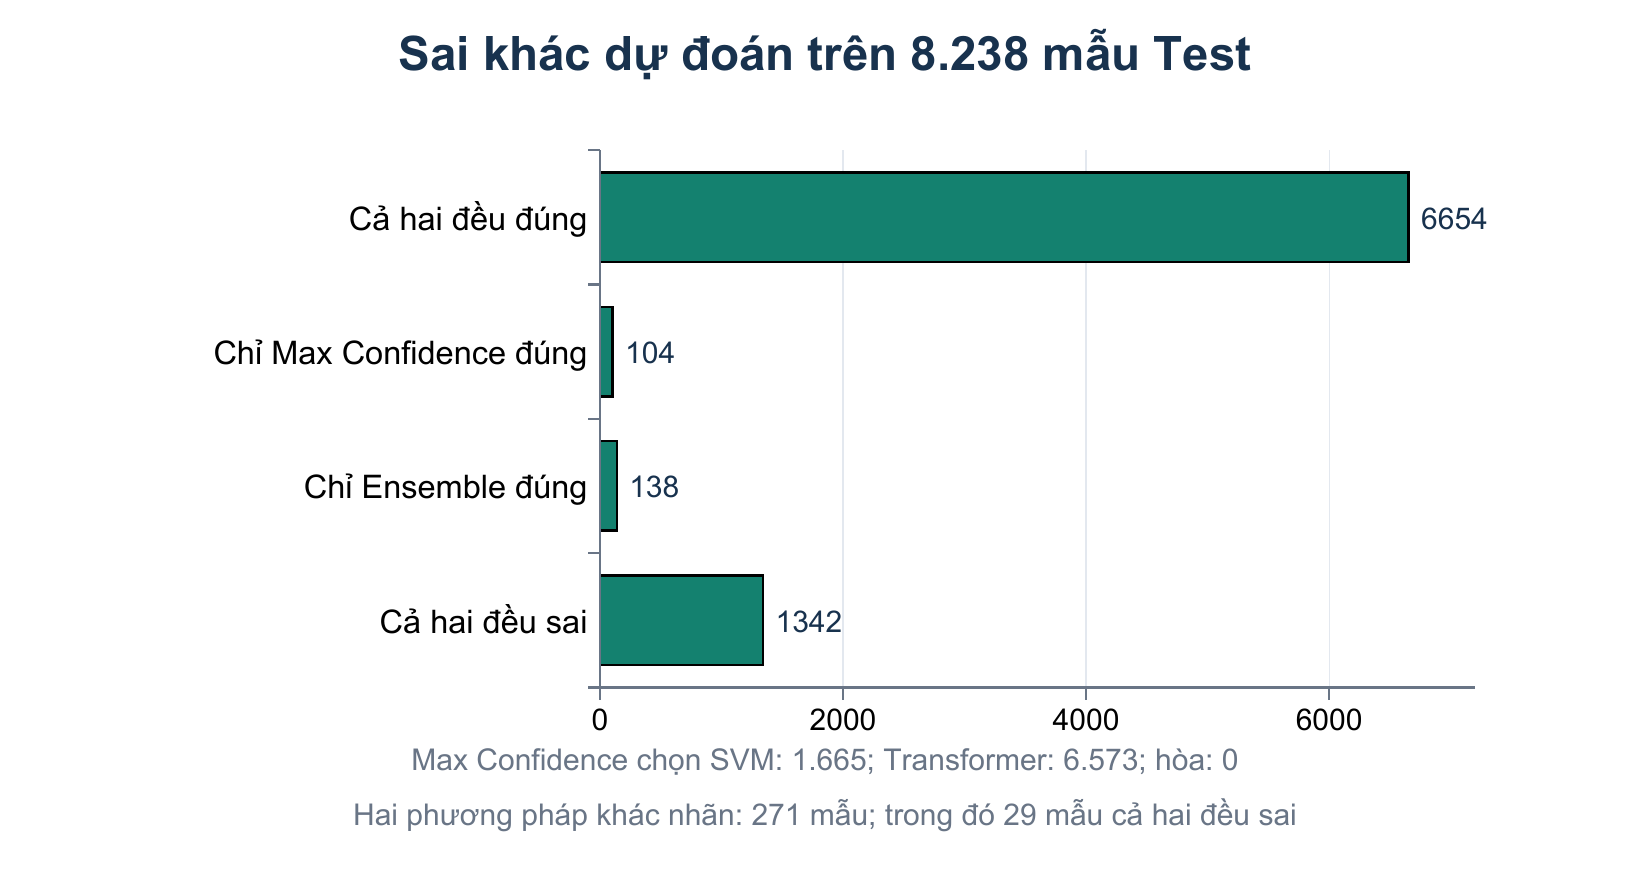 Sai khác dự đoán trên 8.238 mẫu Test
Cả hai đều đúng
6654
Chỉ Max Confidence đúng
104
Chỉ Ensemble đúng
138
Cả hai đều sai
1342
0 2000 4000 6000
Max Confidence chọn SVM: 1.665; Transformer: 6.573; hòa: 0
Hai phương pháp khác nhãn: 271 mẫu; trong đó 29 mẫu cả hai đều sai